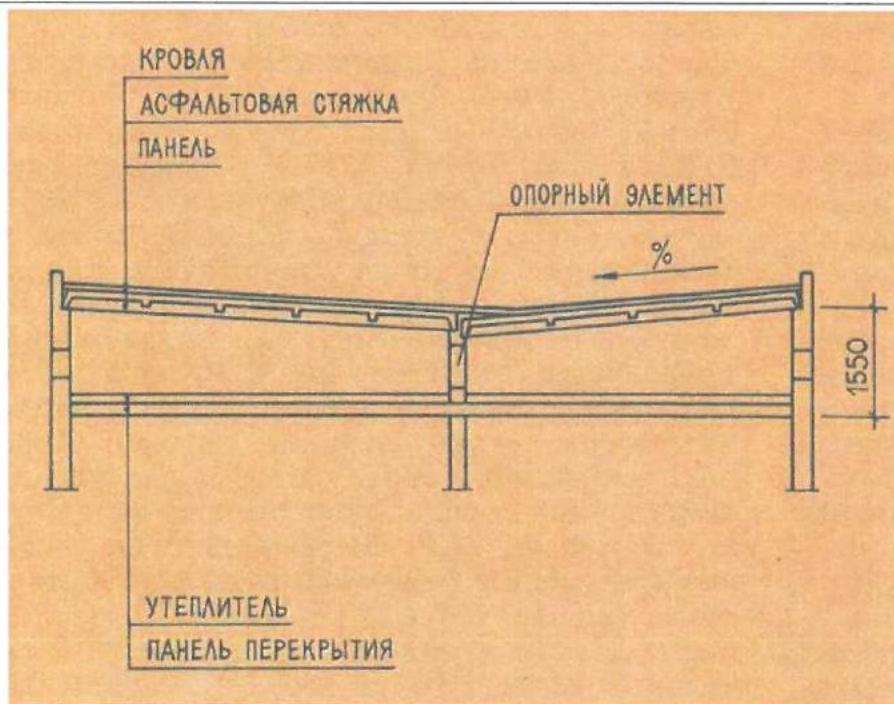 КРОВЛЯ
АСФАЛЬТОВАЯ СТЯЖКА
ПАНЕЛЬ
ОПОРНЫЙ ЭЛЕМЕНТ
%
1550
УТЕПЛИТЕЛЬ
ПАНЕЛЬ ПЕРЕКРЫТИЯ